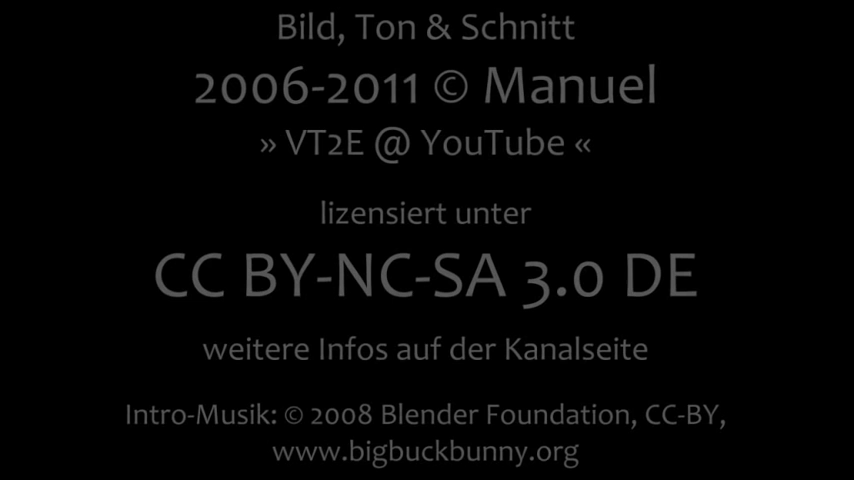 Bild, Ton & Schnitt
2006-2011 © Manuel
» VT2E @ YouTube «
lizensiert unter
CC BY-NC-SA 3.0 DE
weitere Infos auf der Kanalseite
Intro-Musik: © 2008 Blender Foundation, CC-BY,
www.bigbuckbunny.org